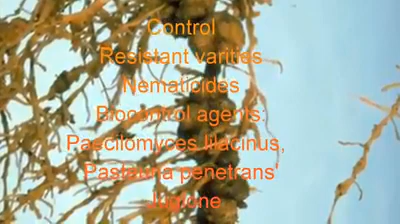 Control
Resistant varities
Nematicides
Biocontrol agents:
Paecilomyces lilacinus,
Pasteuria penetrans'
Juglone